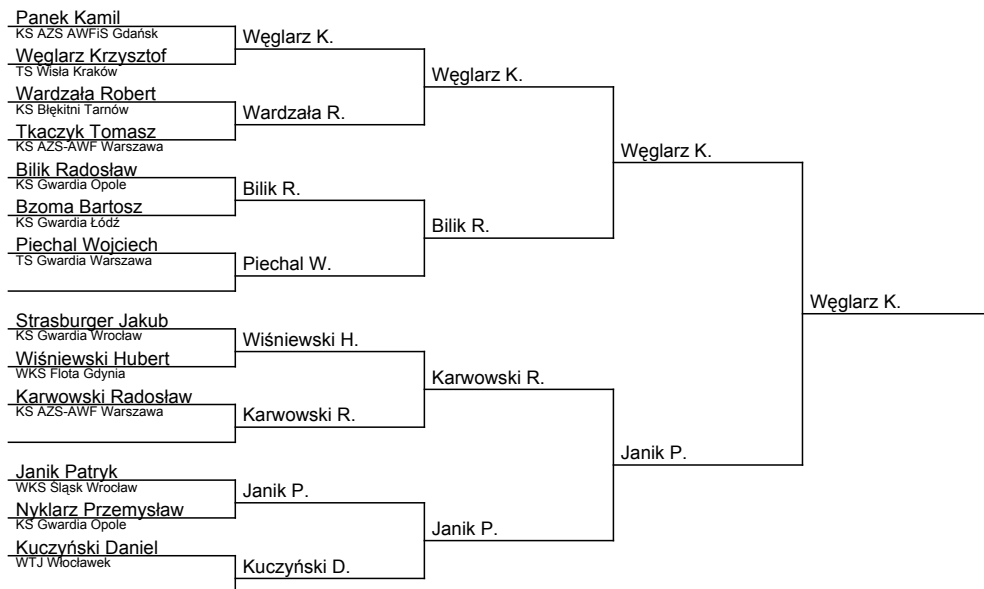 Panek Kamil
KS AZS AWFiS Gdańsk
Węglarz Krzysztof
TS Wisła Kraków
Wardzała Robert
KS Błękitni Tarnów
Tkaczyk Tomasz
KS AZS-AWF Warszawa
Bilik Radosław
KS Gwardia Opole
Bzoma Bartosz
KS Gwardia Łódź
Piechal Wojciech
TS Gwardia Warszawa
Strasburger Jakub
KS Gwardia Wrocław
Wiśniewski Hubert
WKS Flota Gdynia
Karwowski Radosław
KS AZS-AWF Warszawa
Janik Patryk
WKS Śląsk Wrocław
Nyklarz Przemysław
KS Gwardia Opole
Kuczyński Daniel
WTJ Włocławek
Węglarz K.
Wardzała R.
Bilik R.
Piechal W.
Wiśniewski H.
Karwowski R.
Janik P.
Kuczyński D.
Węglarz K.
Bilik R.
Karwowski R.
Janik P.
Węglarz K.
Janik P.
Węglarz K.